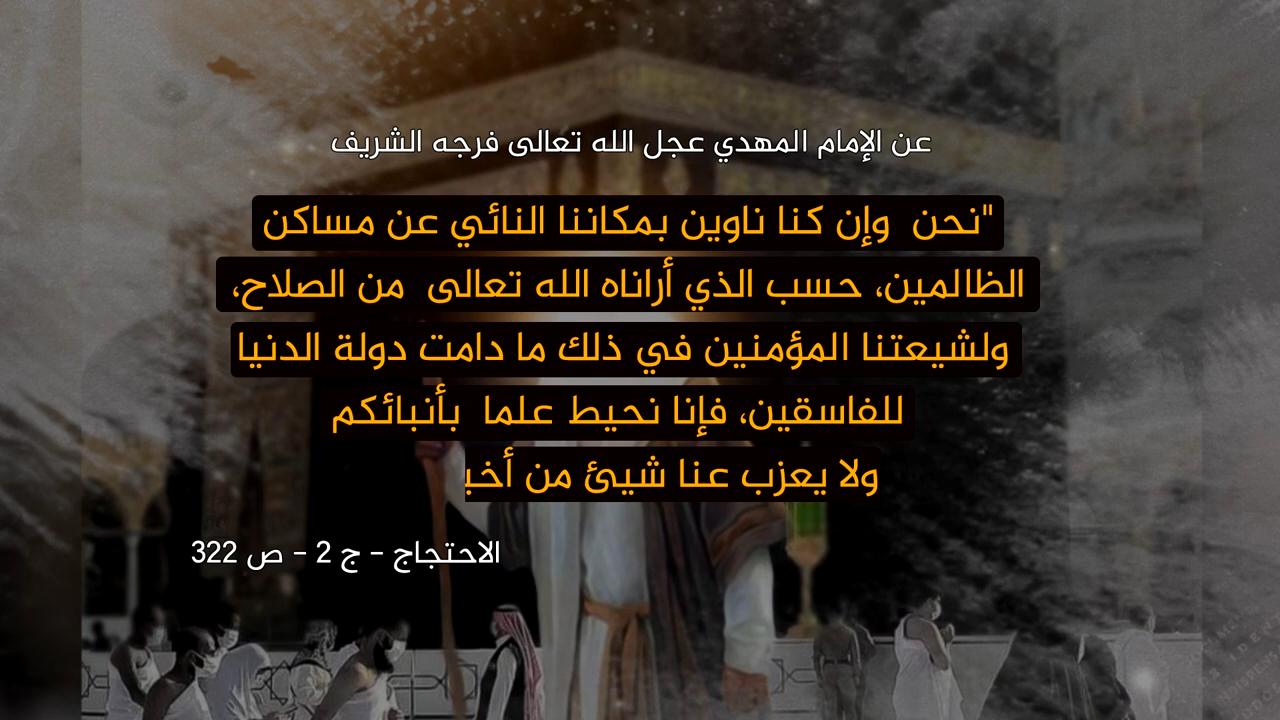 عن الإمام المهدي عجل الله تعالى فرجه الشريف
"نحن وإن كنا ناوين بمكاننا النائي عن مساكن
الظالمين، حسب الذي أراناه الله تعالى من الصلاح،
ولشيعتنا المؤمنين في ذلك ما دامت دولة الدنيا
للفاسقين، فإنا نحيط علما بأنبائكم
ولا يعزب عنا شيئ من
الاحتجاج - ج 2 - ص 322